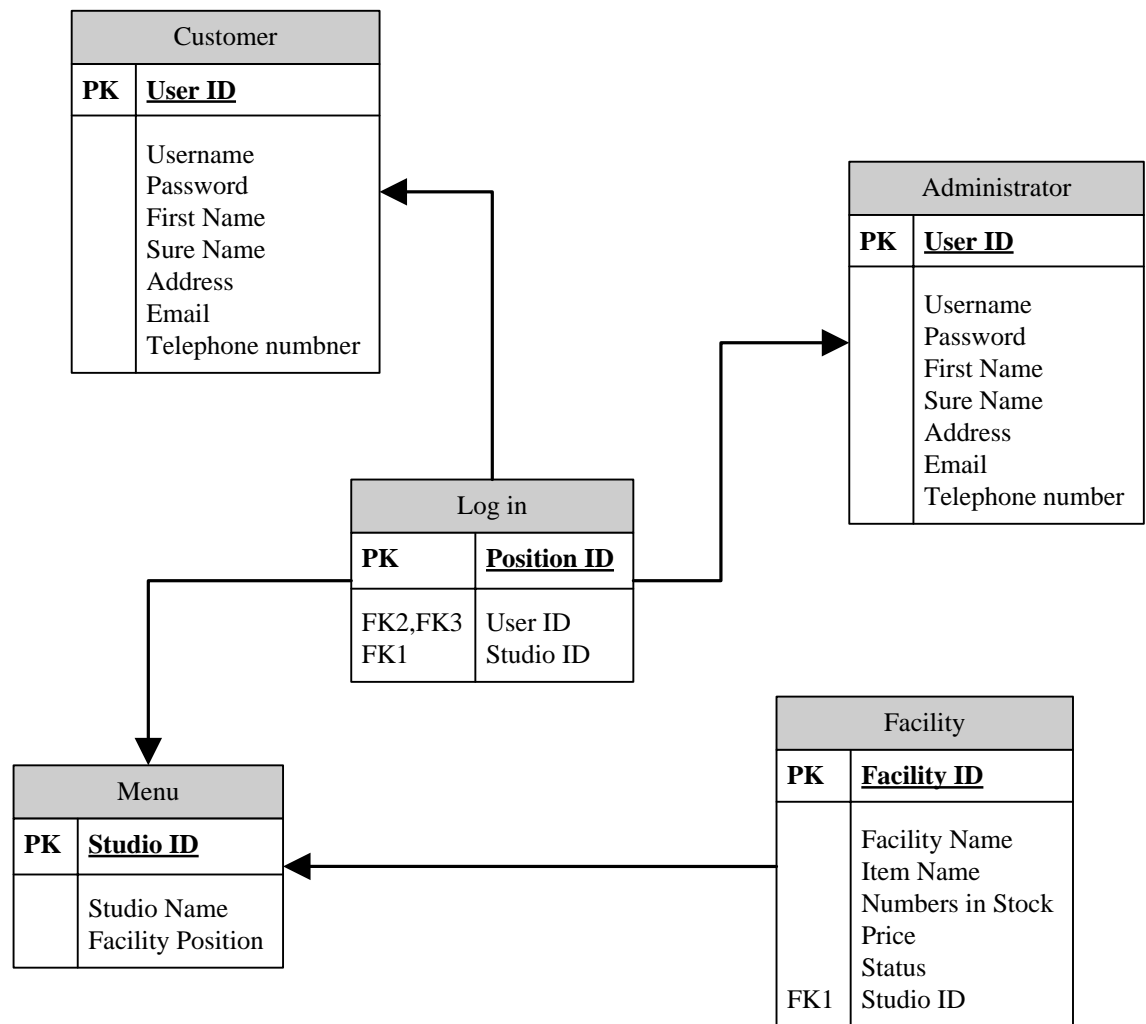 Customer
PK User ID
Username
Password
First Name
Sure Name
Address
Email
Telephone numbner
Administrator
PK User ID
Username
Password
First Name
Sure Name
Address
Email
Telephone number
Log in
PK Position ID
FK2,FK3 User ID
FK1 Studio ID
Menu
PK Studio ID
Studio Name
Facility Position
Facility
PK Facility ID
Facility Name
Item Name
Numbers in Stock
Price
Status
FK1 Studio ID